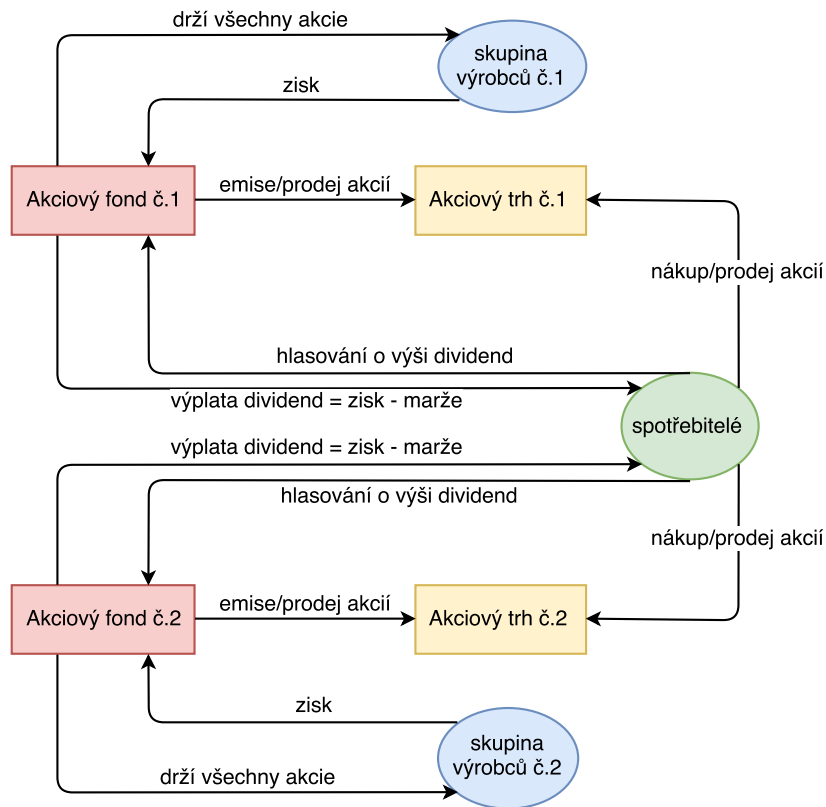 drží všechny akcie
skupina
výrobců č.1
zisk
Akciový fond č.1
emise/prodej akcií
Akciový trh č.1
nákup/prodej akcií
hlasování o výši dividend
výplata dividend = zisk - marže
spotřebitelé
výplata dividend = zisk - marže
hlasování o výši dividend
nákup/prodej akcií
Akciový fond č.2
emise/prodej akcií
Akciový trh č.2
zisk
skupina
výrobců č.2
drží všechny akcie